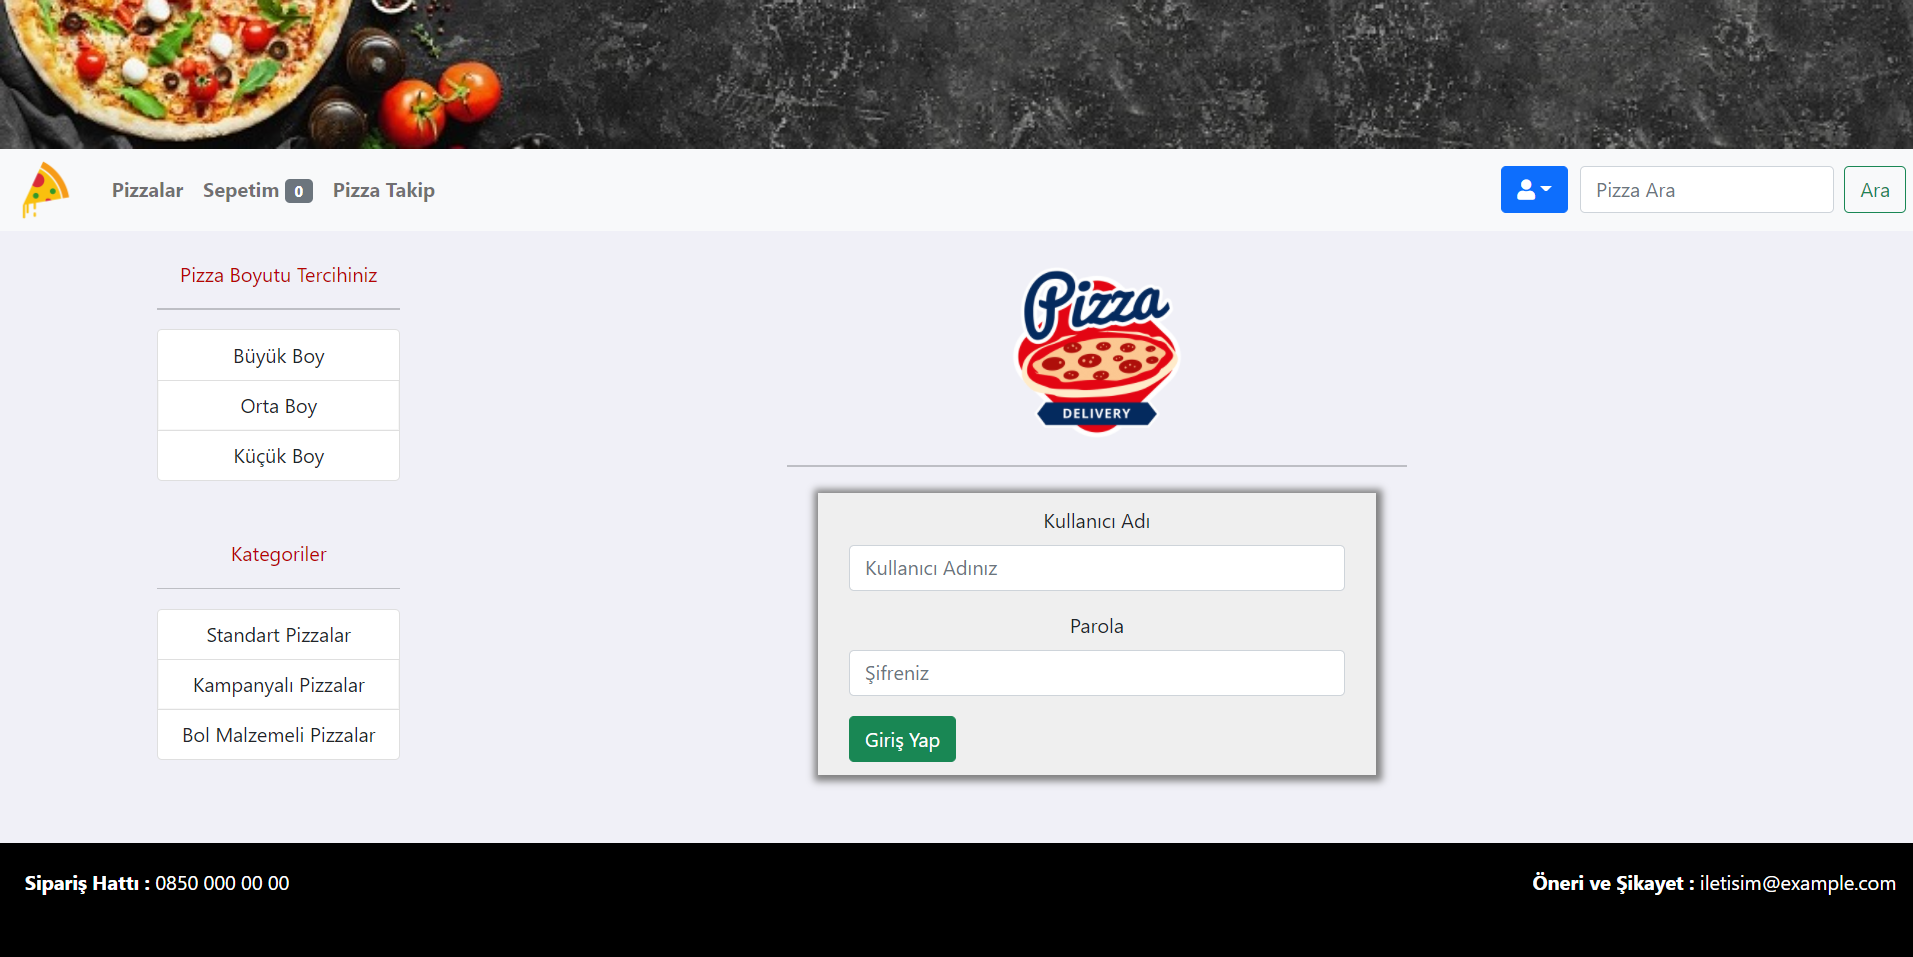 Pizzalar Sepetim 0 Pizza Takip Pizza Ara Ara
Pizza Boyutu Tercihiniz
Büyük Boy
Orta Boy
Küçük Boy
Kategoriler
Standart Pizzalar
Kampanyalı Pizzalar
Bol Malzemeli Pizzalar
Pizza
DELIVERY
Kullanıcı Adı
Kullanıcı Adınız
Parola
Şifreniz
Giriş Yap
Sipariş Hattı : 0850 000 00 00
Öneri ve Şikayet : iletisim@example.com